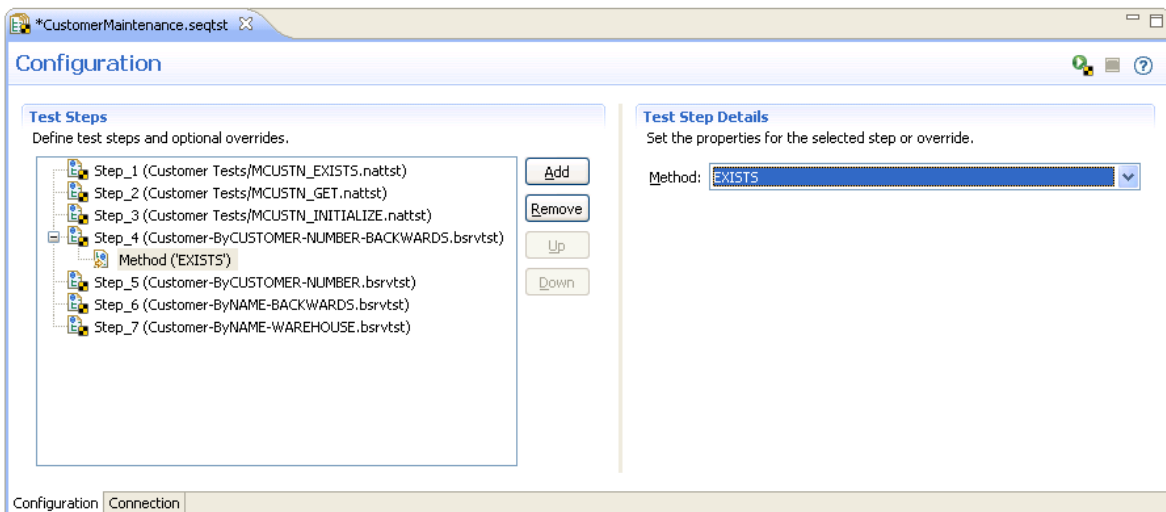 *CustomerMaintenance.seqtst
Configuration
Test Steps
Define test steps and optional overrides.
Step_1 (Customer Tests/MCUSTN_EXISTS.nattst)
Step_2 (Customer Tests/MCUSTN_GET.nattst)
Step_3 (Customer Tests/MCUSTN_INITIALIZE.nattst)
Step_4 (Customer-ByCUSTOMER-NUMBER-BACKWARDS.bsrvtst)
Method ('EXISTS')
Step_5 (Customer-ByCUSTOMER-NUMBER.bsrvtst)
Step_6 (Customer-ByNAME-BACKWARDS.bsrvtst)
Step_7 (Customer-ByNAME-WAREHOUSE.bsrvtst)
Add
Remove
Up
Down
Test Step Details
Set the properties for the selected step or override.
Method: EXISTS
Configuration Connection